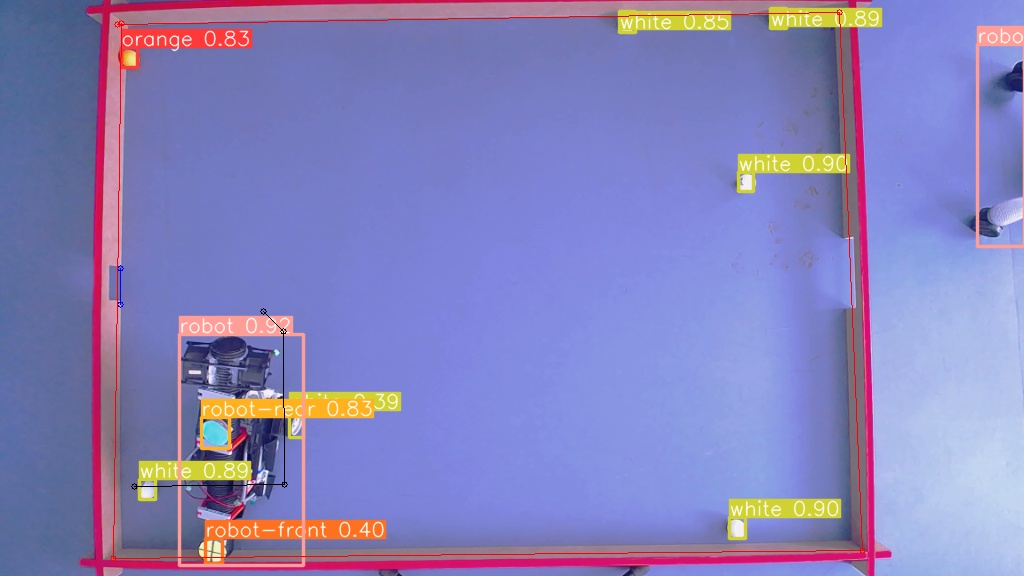 white 0.85
white 0.89
orange 0.83
robo
white 0.90
robot 0.92
39
robot-rear 0.83
white 0.89
white 0.90
robot-front 0.40